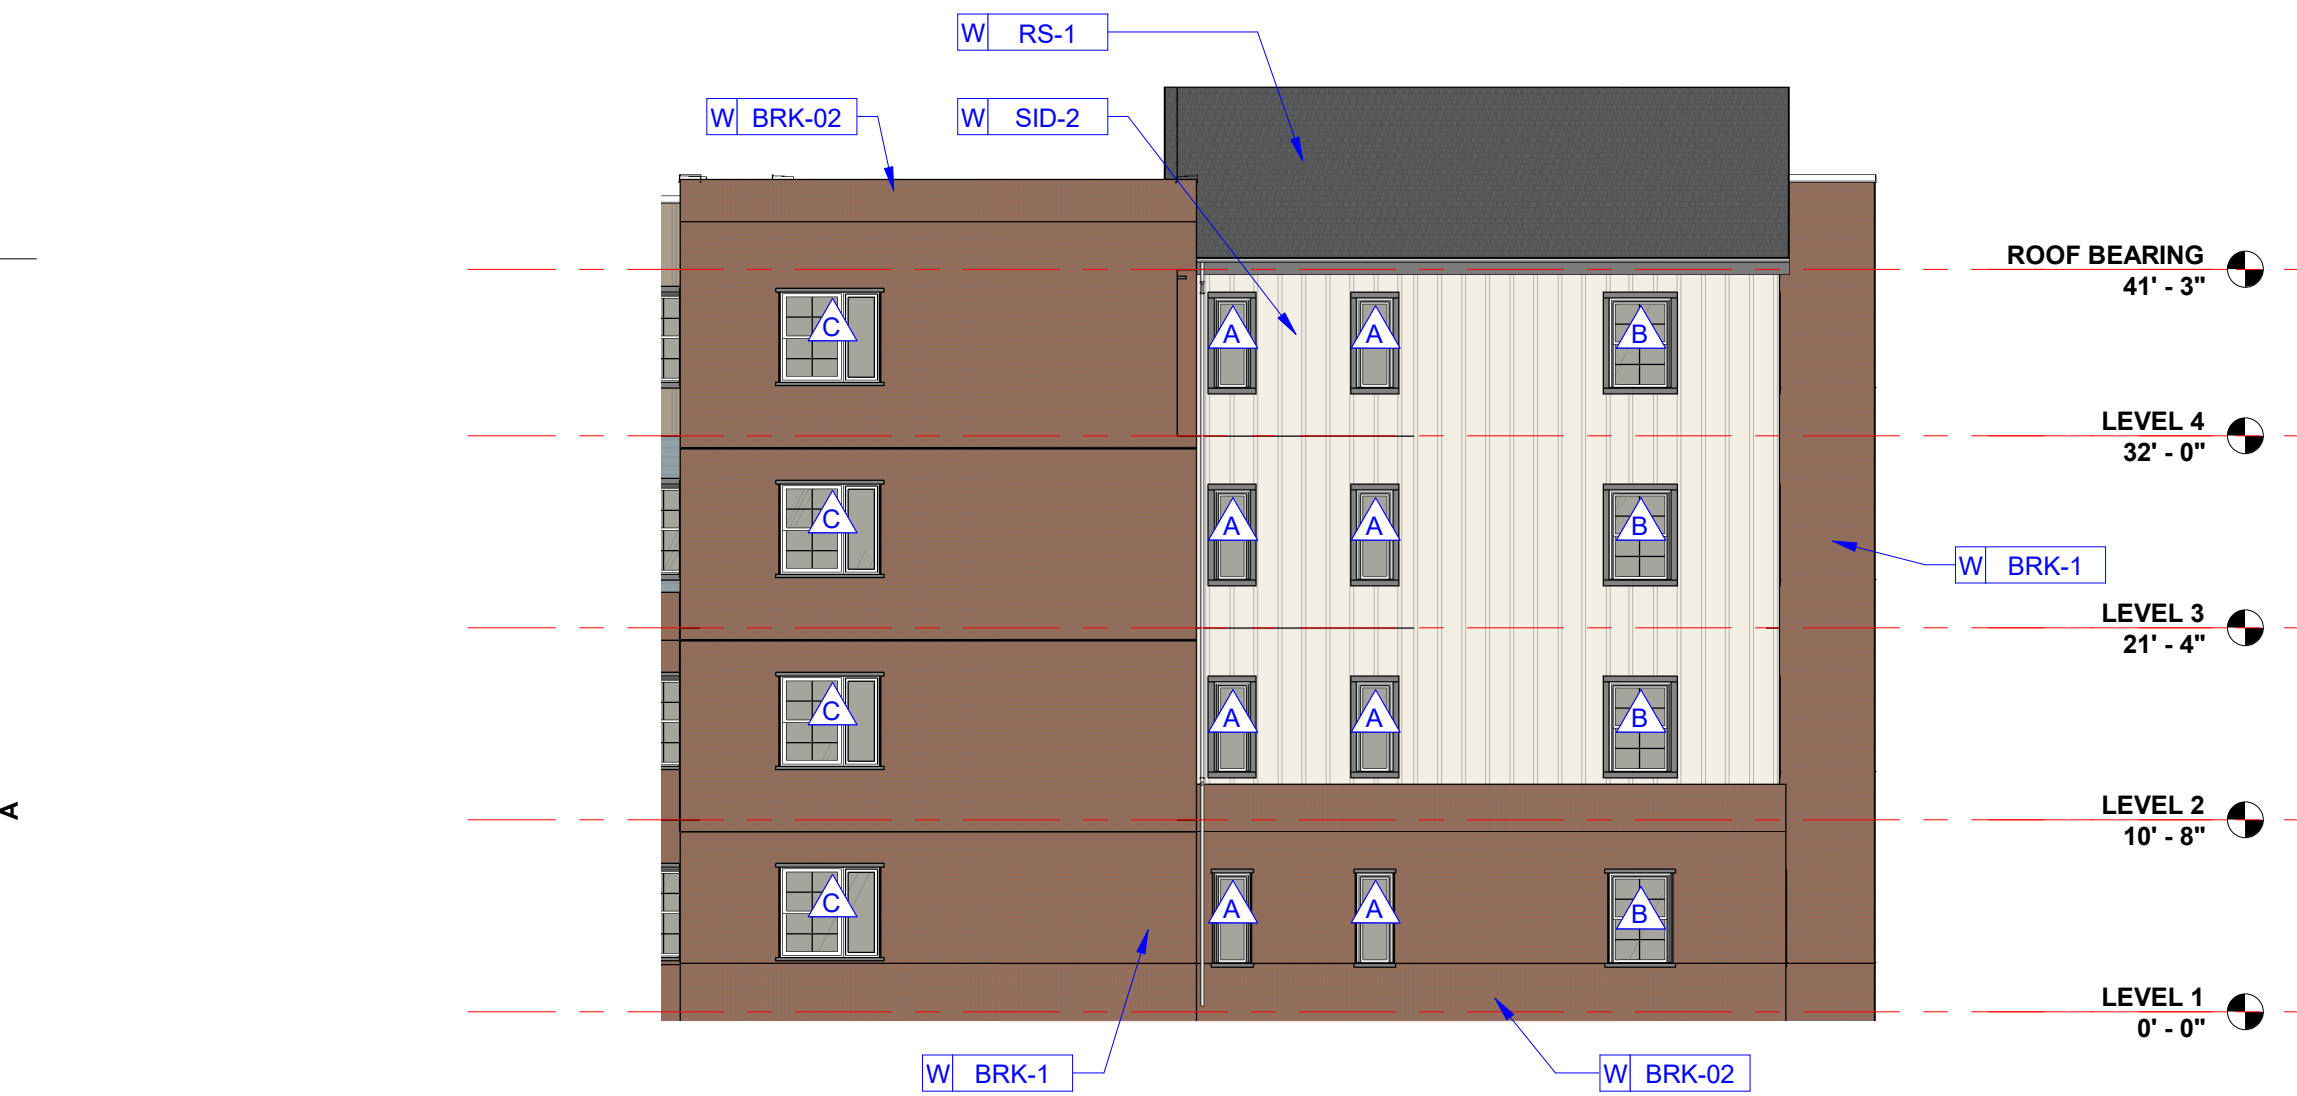 W RS-1
W BRK-02
W SID-2
ROOF BEARING
41' - 3"
C A A B
LEVEL 4
32' - 0"
C A A B
W BRK-1
LEVEL 3
21' - 4"
C A A B
LEVEL 2
10' - 8"
A
C A A B
LEVEL 1
0' - 0"
W BRK-1
W BRK-02